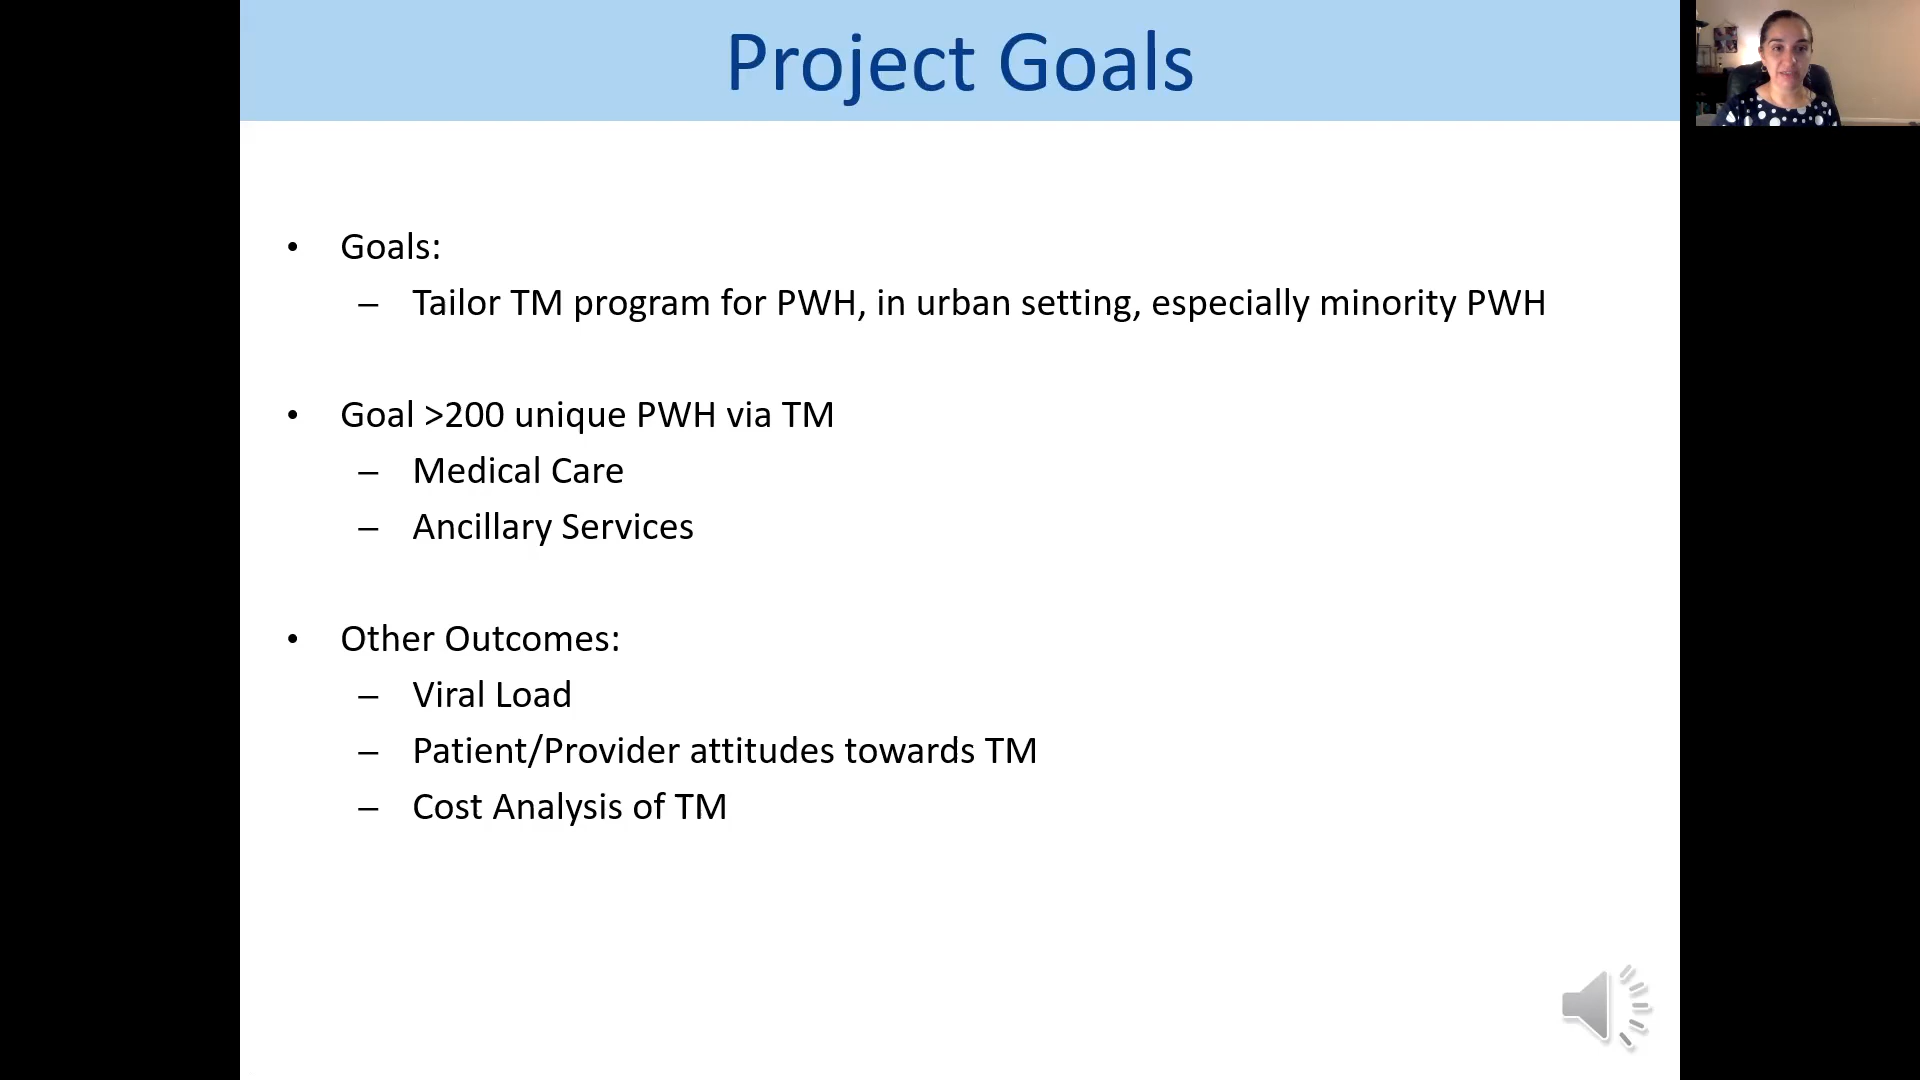 Project Goals
• Goals:
– Tailor TM program for PWH, in urban setting, especially minority PWH
• Goal >200 unique PWH via TM
– Medical Care
– Ancillary Services
• Other Outcomes:
– Viral Load
– Patient/Provider attitudes towards TM
– Cost Analysis of TM